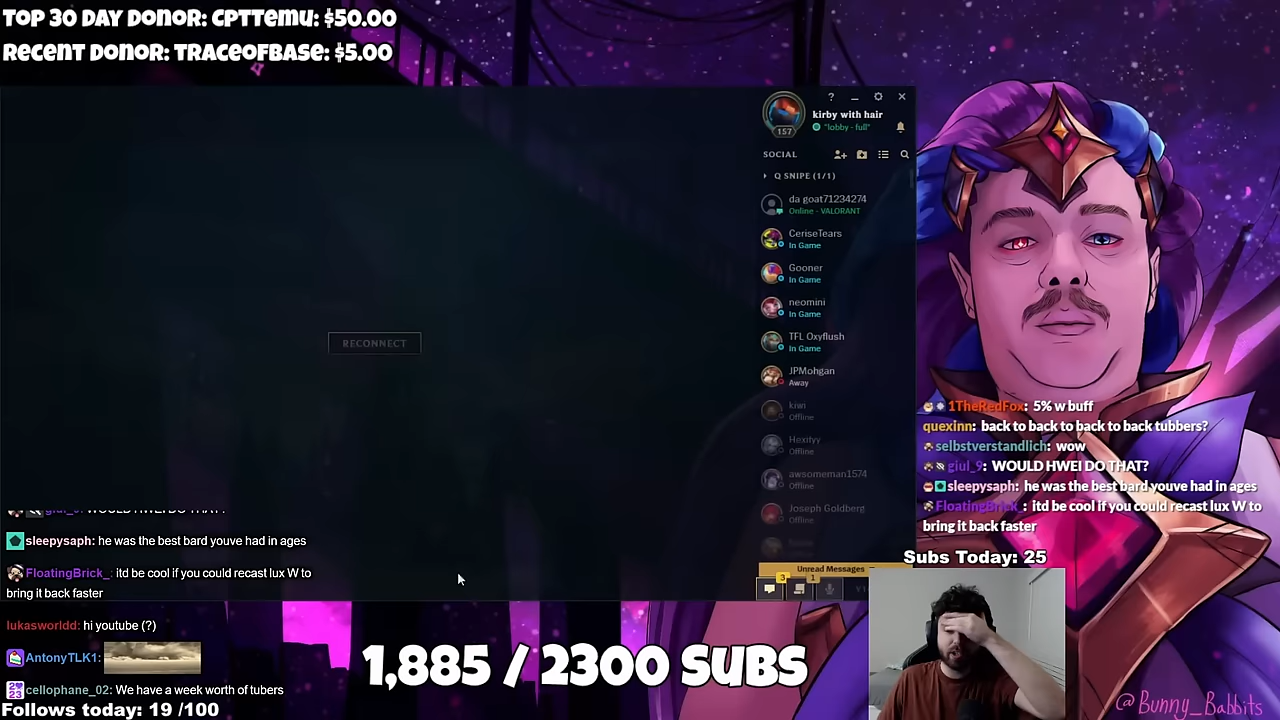 TOP 30 DAY DONOR: CPTTEMU: $50.00
RECENT DONOR: TRACEOFBASE: $5.00
kirby with hair
157
"lobby - full"
SOCIAL
Q SNIPE (1/1)
da goat71234274
Online - VALORANT
CeriseTears
In Game
Gooner
In Game
neomini
In Game
TFL Oxyflush
In Game
JPMohgan
Away
kiwi
Offline
Hexityy
Offline
awsomeman1574
Offline
Joseph Goldberg
Offline
Unread Messages
3
1
RECONNECT
1TheRedFox: 5% w buff
quexinn: back to back to back to back tubbers?
selbstverstandlich: wow
giul_9: WOULD HWEI DO THAT?
sleepysaph: he was the best bard youve had in ages
FloatingBrick_: itd be cool if you could recast lux W to
bring it back faster
Subs Today: 25
giul_9: WOULD HWEI DO THAT?
sleepysaph: he was the best bard youve had in ages
FloatingBrick_: itd be cool if you could recast lux W to
bring it back faster
lukasworldd: hi youtube (?)
AntonyTLK1:
cellophane_02: We have a week worth of tubers
Follows today: 19 /100
1,885 / 2300 SUBS
@Bunny_Babbits